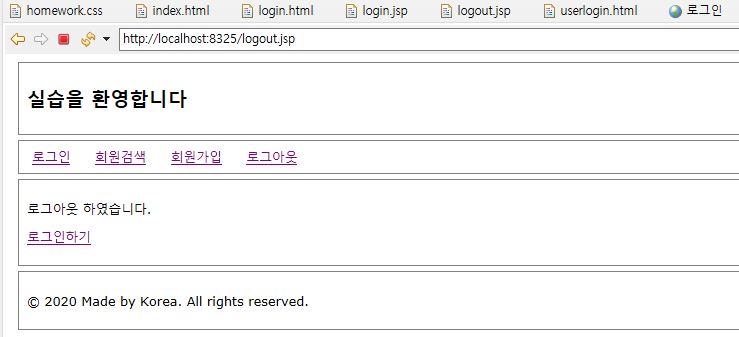 homework.css index.html login.html login.jsp logout.jsp userlogin.html 로그인
http://localhost:8325/logout.jsp
실습을 환영합니다
로그인 회원검색 회원가입 로그아웃
로그아웃 하였습니다.
로그인하기
© 2020 Made by Korea. All rights reserved.